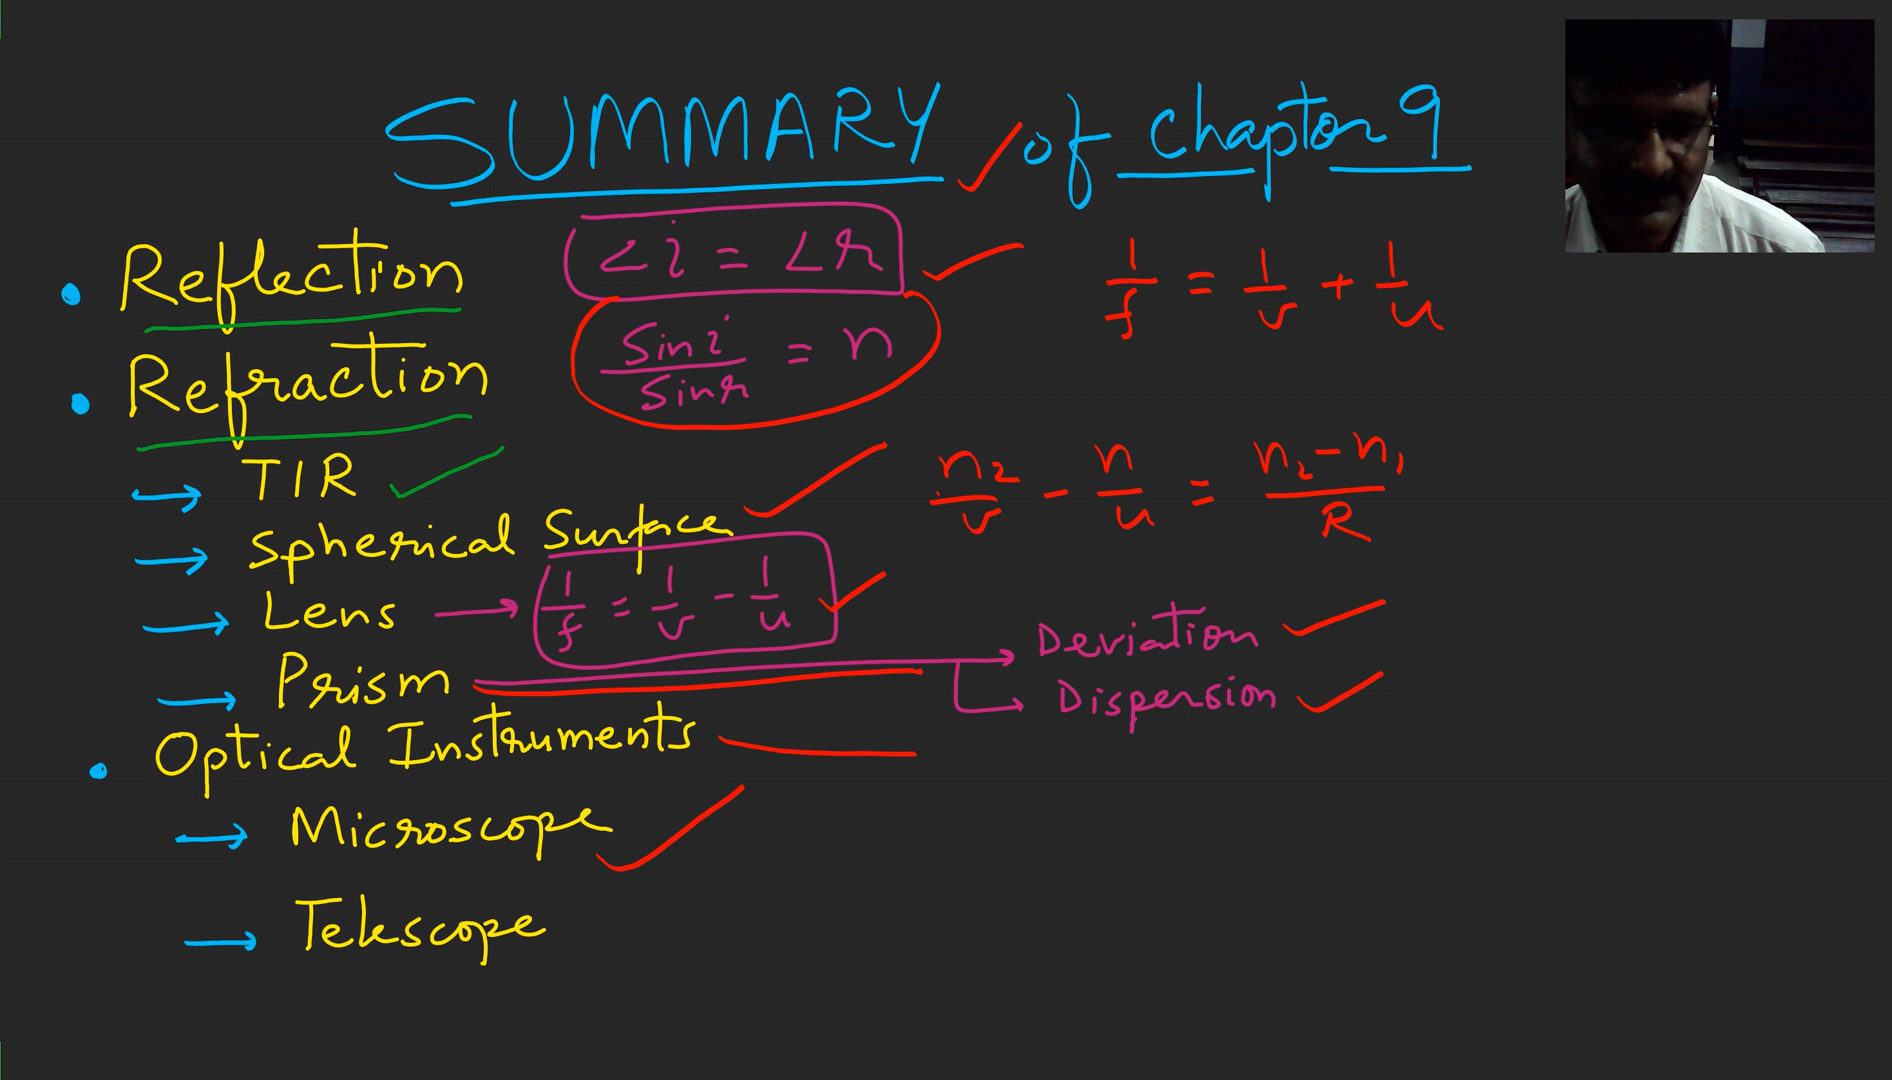 SUMMARY of chapter 9
• Reflection
∠i = ∠r
1/f = 1/v + 1/u
• Refraction
Sin i / Sin r = n
→ TIR
→ Spherical Surface
n2/v - n/u = n2 - n1 / R
→ Lens → 1/f = 1/v - 1/u
→ Prism → Deviation
→ Dispersion
• Optical Instruments
→ Microscope
→ Telescope